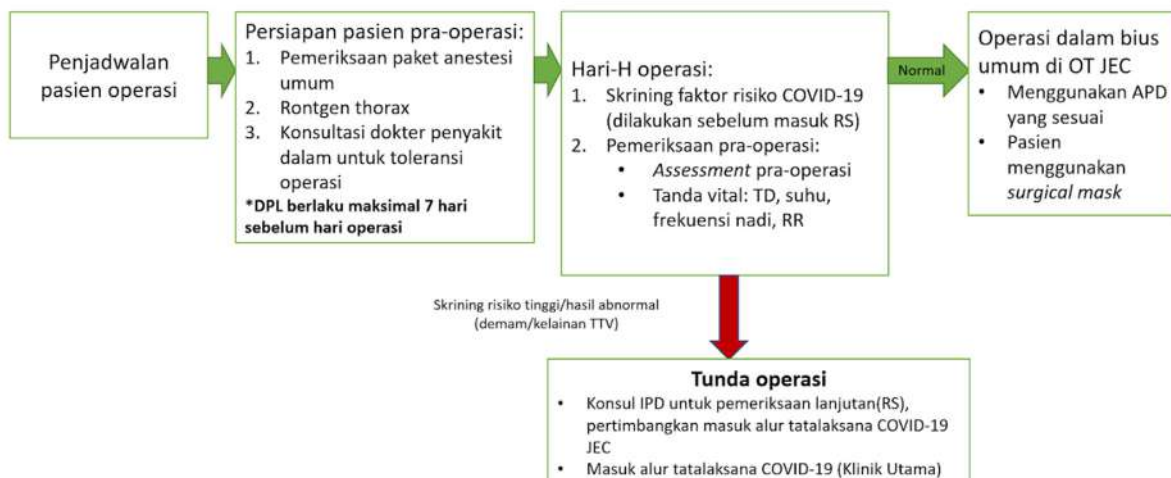 Penjadwalan
pasien operasi
Persiapan pasien pra-operasi:
1. Pemeriksaan paket anestesi
umum
2. Rontgen thorax
3. Konsultasi dokter penyakit
dalam untuk toleransi
operasi
*DPL berlaku maksimal 7 hari
sebelum hari operasi
Hari-H operasi:
1. Skrining faktor risiko COVID-19
(dilakukan sebelum masuk RS)
2. Pemeriksaan pra-operasi:
• Assessment pra-operasi
• Tanda vital: TD, suhu,
frekuensi nadi, RR
Normal
Operasi dalam bius
umum di OT JEC
• Menggunakan APD
yang sesuai
• Pasien
menggunakan
surgical mask
Skrining risiko tinggi/hasil abnormal
(demam/kelainan TTV)
Tunda operasi
• Konsul IPD untuk pemeriksaan lanjutan(RS),
pertimbangkan masuk alur tatalaksana COVID-19
JEC
• Masuk alur tatalaksana COVID-19 (Klinik Utama)